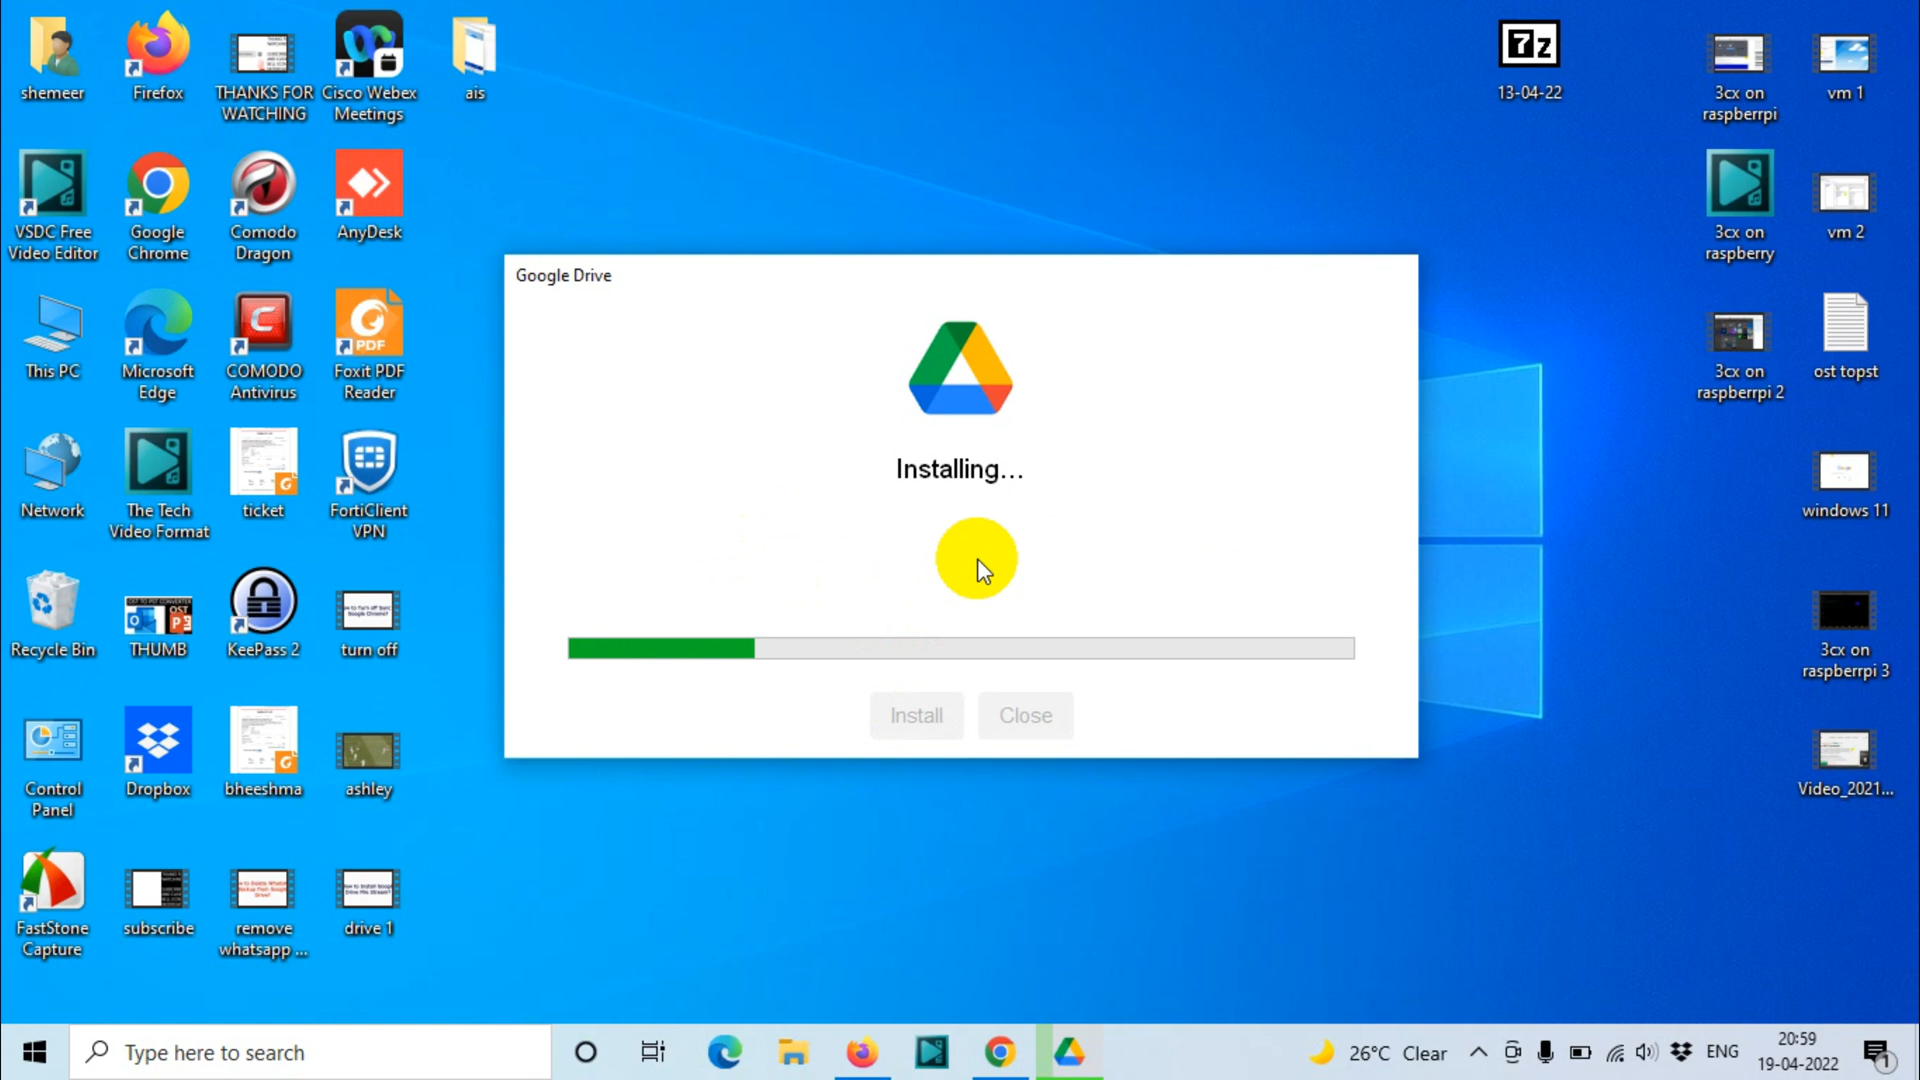 shemeer
Firefox
THANKS FOR
WATCHING
Cisco Webex
Meetings
ais
7z
13-04-22
3cx on
raspberrpi
vm 1
VSDC Free
Video Editor
Google
Chrome
Comodo
Dragon
AnyDesk
3cx on
raspberry
vm 2
Google Drive
This PC
Microsoft
Edge
COMODO
Antivirus
PDF
Foxit PDF
Reader
3cx on
raspberrpi 2
ost topst
Installing...
Network
The Tech
Video Format
ticket
FortiClient
VPN
windows 11
Recycle Bin
OST
THUMB
KeePass 2
turn off
3cx on
raspberrpi 3
Install
Close
Control
Panel
Dropbox
bheeshma
ashley
Video_2021...
FastStone
Capture
subscribe
remove
whatsapp ...
drive 1
Type here to search
26°C Clear
ENG
20:59
19-04-2022
1